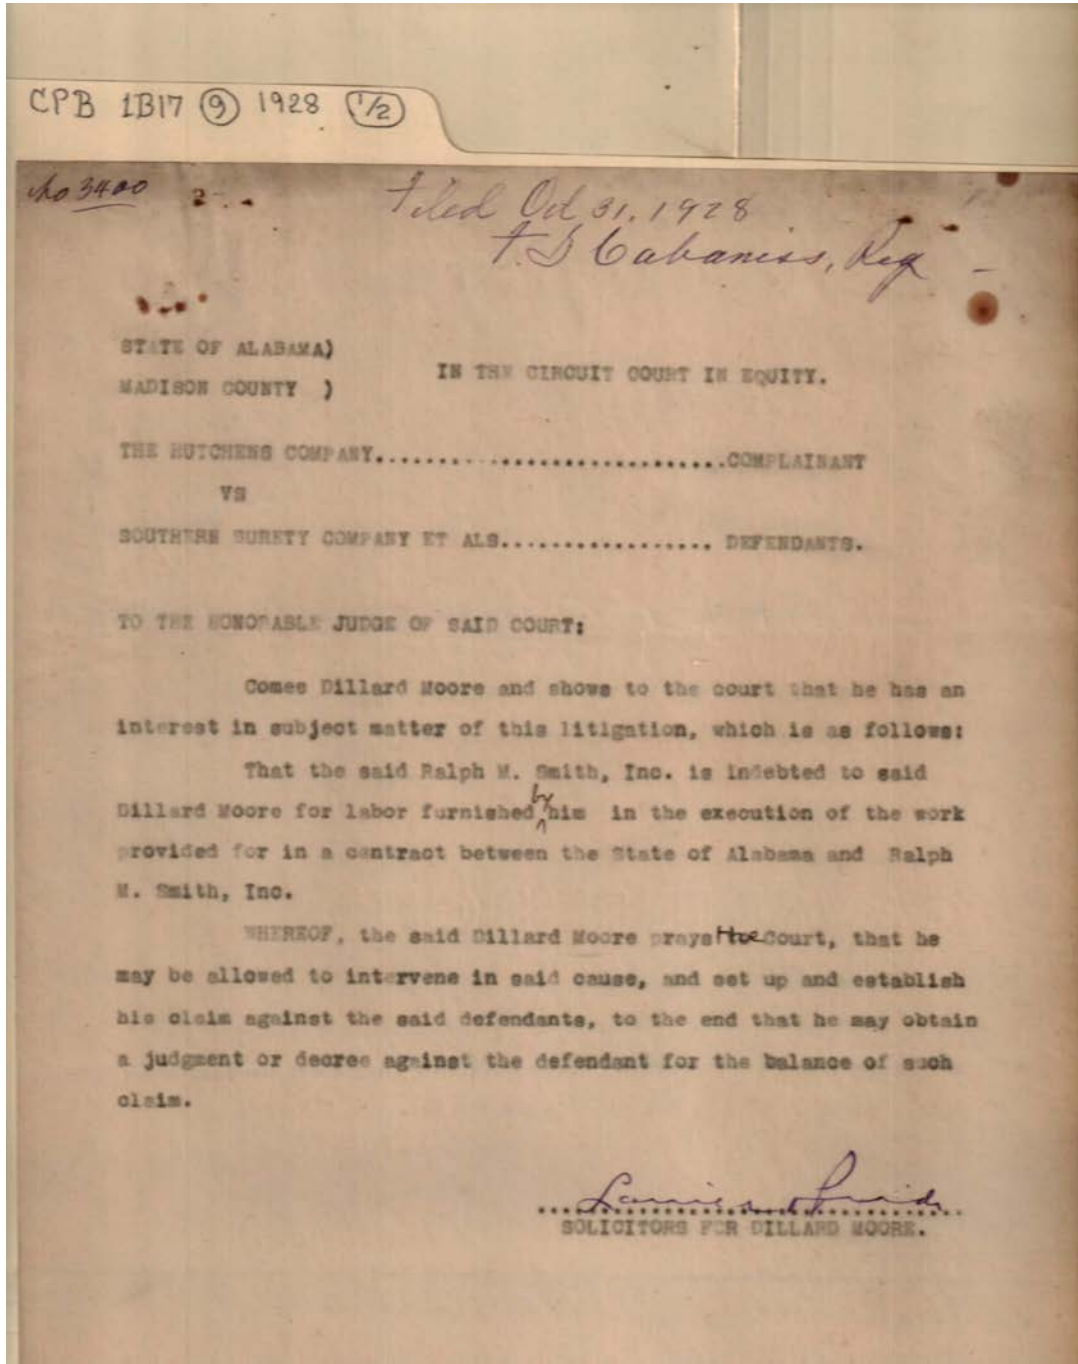 CPB 1B17 9 1928 1/2
No 3400
Filed Oct 31, 1928
F. D Cabaniss, Reg
STATE OF ALABAMA)
IN THE CIRCUIT COURT IN EQUITY.
MADISON COUNTY )
THE HUTCHENS COMPANY..................................COMPLAINANT
VS
SOUTHERN SURETY COMPANY ET ALS.................. DEFENDANTS.
TO THE HONORABLE JUDGE OF SAID COURT:
Comes Dillard Moore and shows to the court that he has an
interest in subject matter of this litigation, which is as follows:
That the said Ralph M. Smith, Inc. is indebted to said
Dillard Moore for labor furnished by him in the execution of the work
provided for in a contract between the State of Alabama and Ralph
M. Smith, Inc.
WHEREOF, the said Dillard Moore prays the Court, that he
may be allowed to intervene in said cause, and set up and establish
his claim against the said defendants, to the end that he may obtain
a judgment or decree against the defendant for the balance of such
claim.
SOLICITORS FOR DILLARD MOORE.